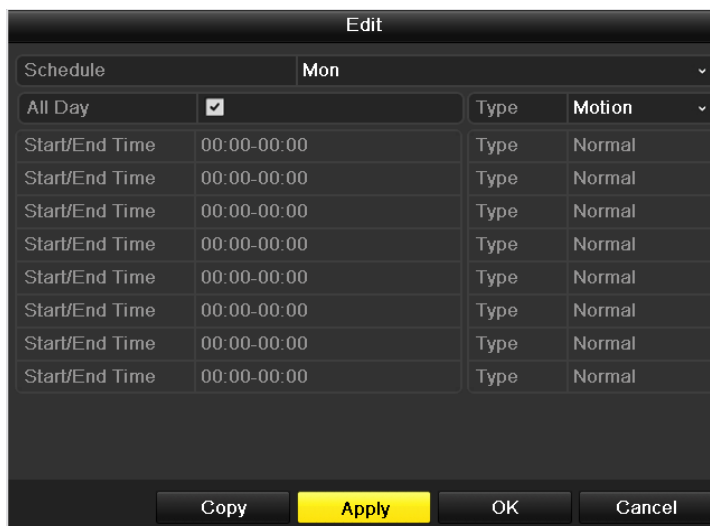 Edit
Schedule Mon
All Day Type Motion
Start/End Time 00:00-00:00 Type Normal
Start/End Time 00:00-00:00 Type Normal
Start/End Time 00:00-00:00 Type Normal
Start/End Time 00:00-00:00 Type Normal
Start/End Time 00:00-00:00 Type Normal
Start/End Time 00:00-00:00 Type Normal
Start/End Time 00:00-00:00 Type Normal
Start/End Time 00:00-00:00 Type Normal
Copy Apply OK Cancel